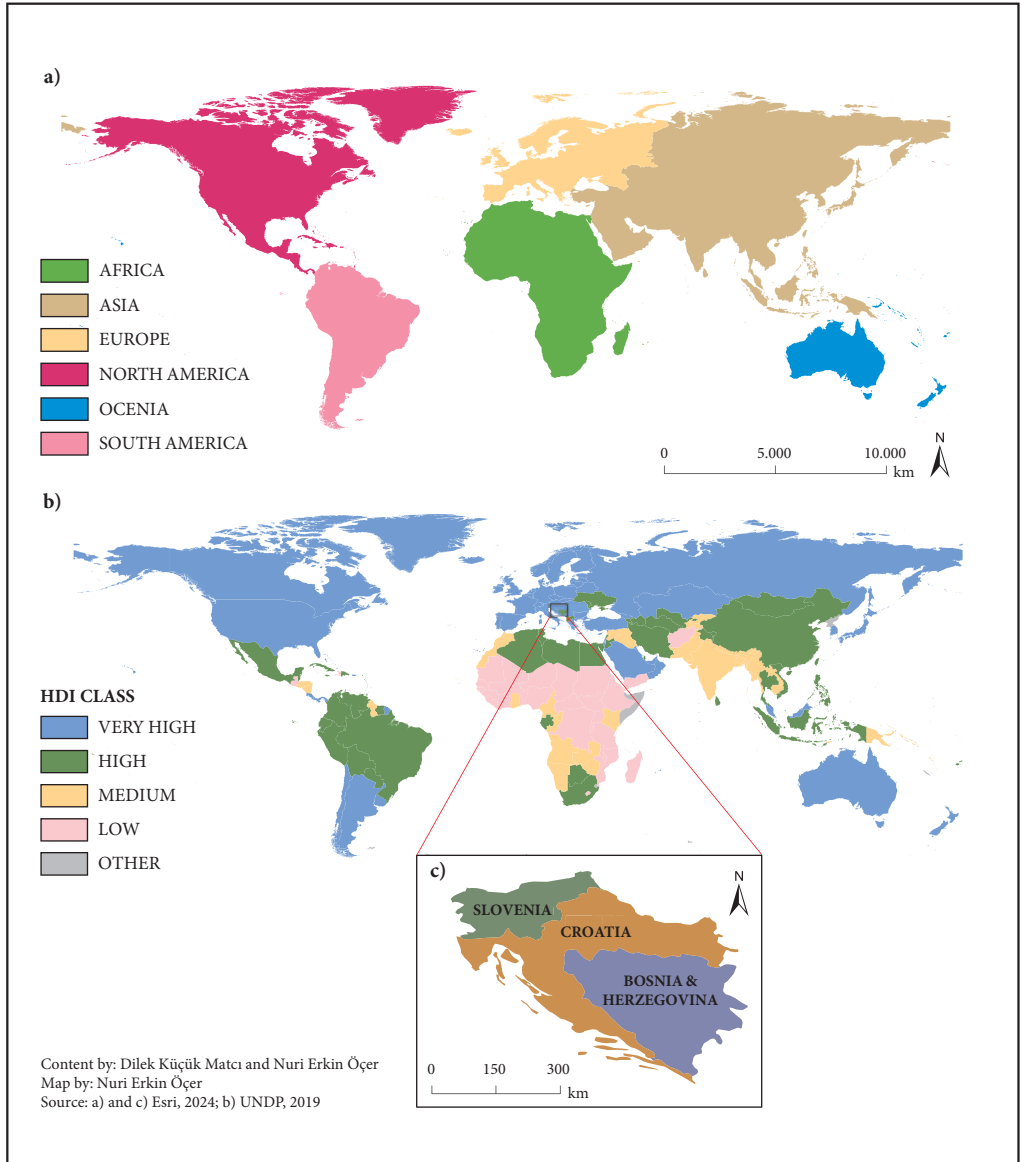 a)
AFRICA
ASIA
EUROPE
NORTH AMERICA
OCENIA
SOUTH AMERICA
0 5.000 10.000
km
N
b)
HDI CLASS
VERY HIGH
HIGH
MEDIUM
LOW
OTHER
c)
N
SLOVENIA
CROATIA
BOSNIA &
HERZEGOVINA
0 150 300
km
Content by: Dilek Küçük Matcı and Nuri Erkin Öçer
Map by: Nuri Erkin Öçer
Source: a) and c) Esri, 2024; b) UNDP, 2019